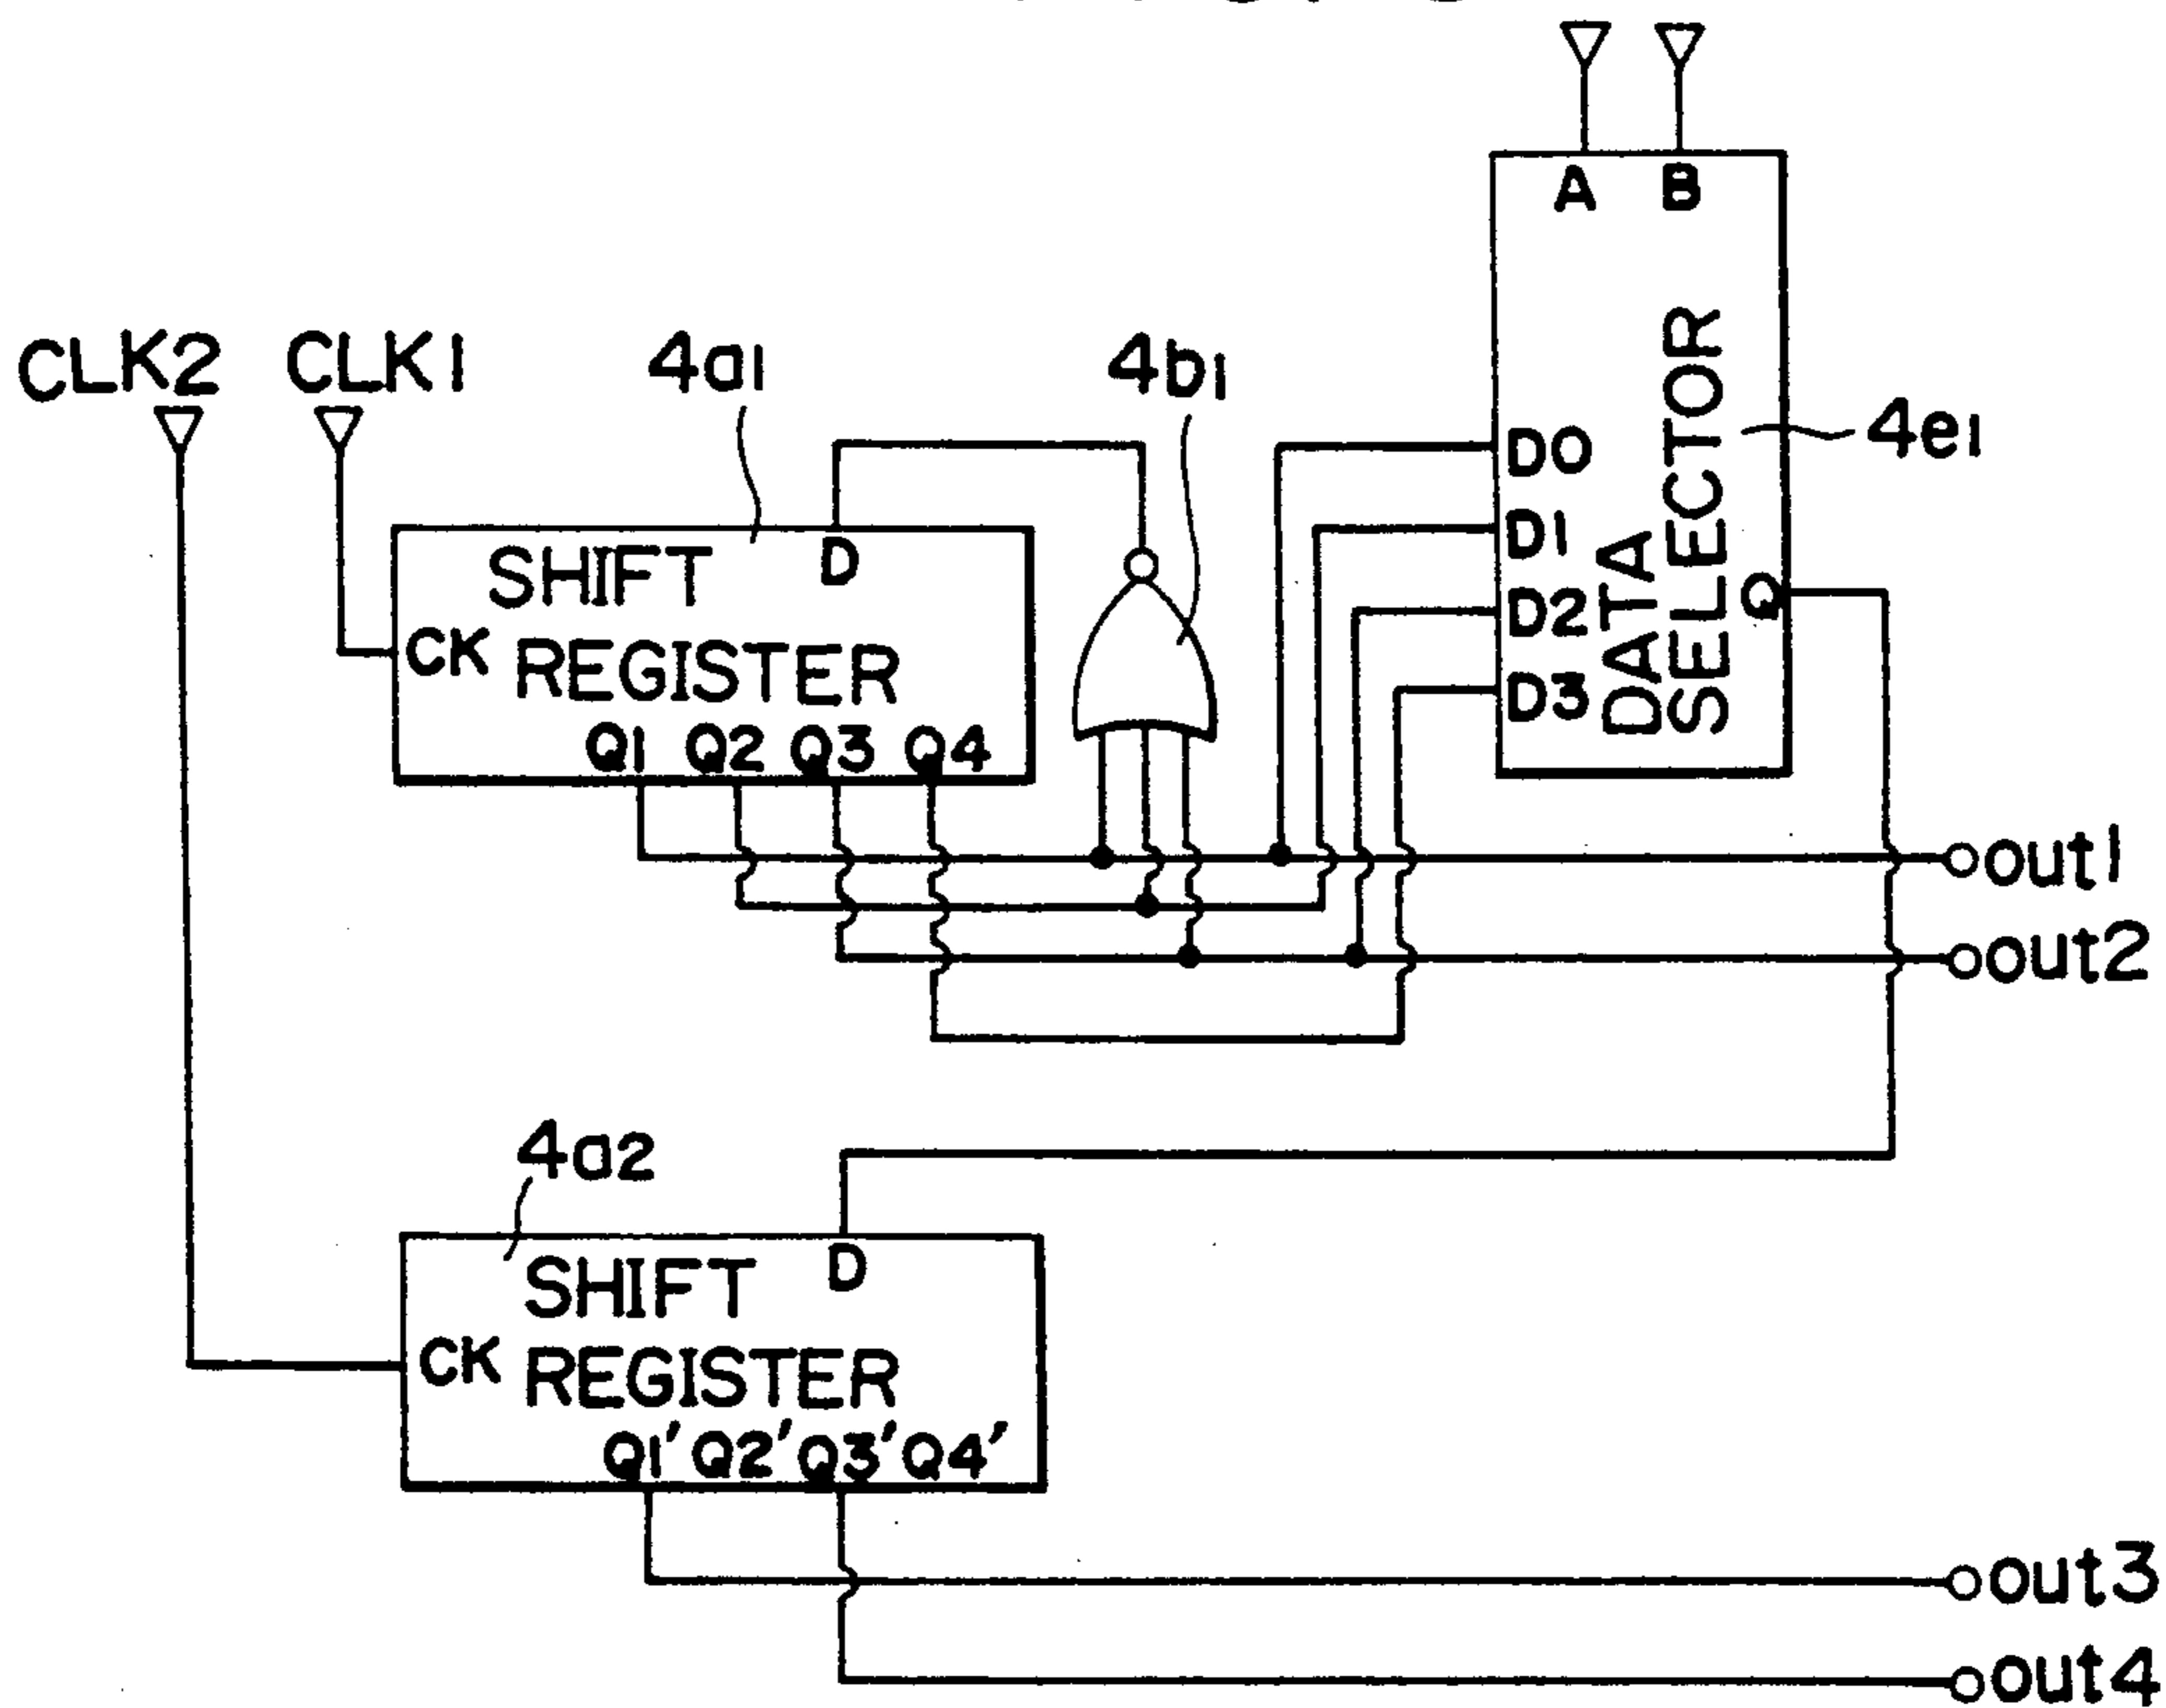 A B
CLK2 CLK1 4a1 4b1
D0
D1
D2
D3
DATA
SELECTOR
Q
4e1
SHIFT
REGISTER
D
CK
Q1 Q2 Q3 Q4
out1
out2
4a2
SHIFT
REGISTER
D
CK
Q1' Q2' Q3' Q4'
out3
out4